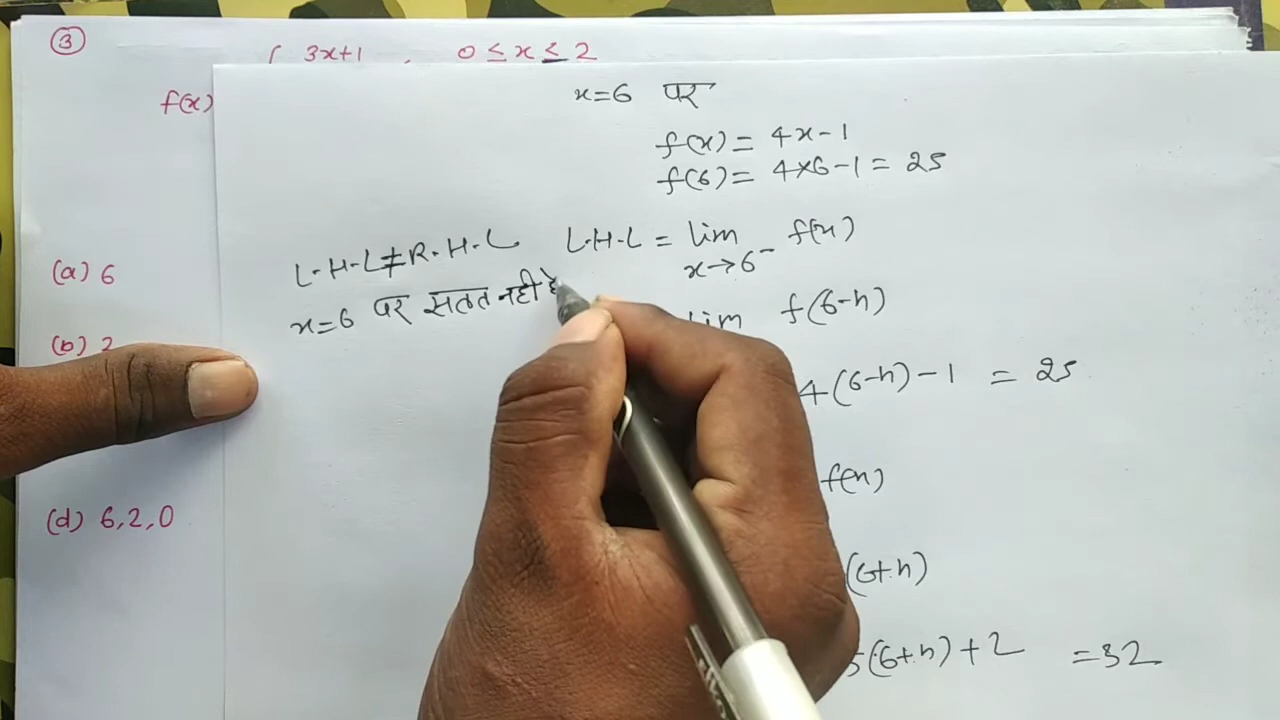 ③
3x+1 , 0 ≤ x ≤ 2
f(x)
x=6 पर
f(x) = 4x-1
f(6) = 4×6-1 = 25
L.H.L = lim f(x)
x→6⁻
L.H.L ≠ R.H.L
x=6 पर सतत नही है
lim f(6-h)
4(6-h)-1 = 25
f(x)
(6+h)
5(6+h)+2 =32
(a) 6
(b) 2
(d) 6,2,0